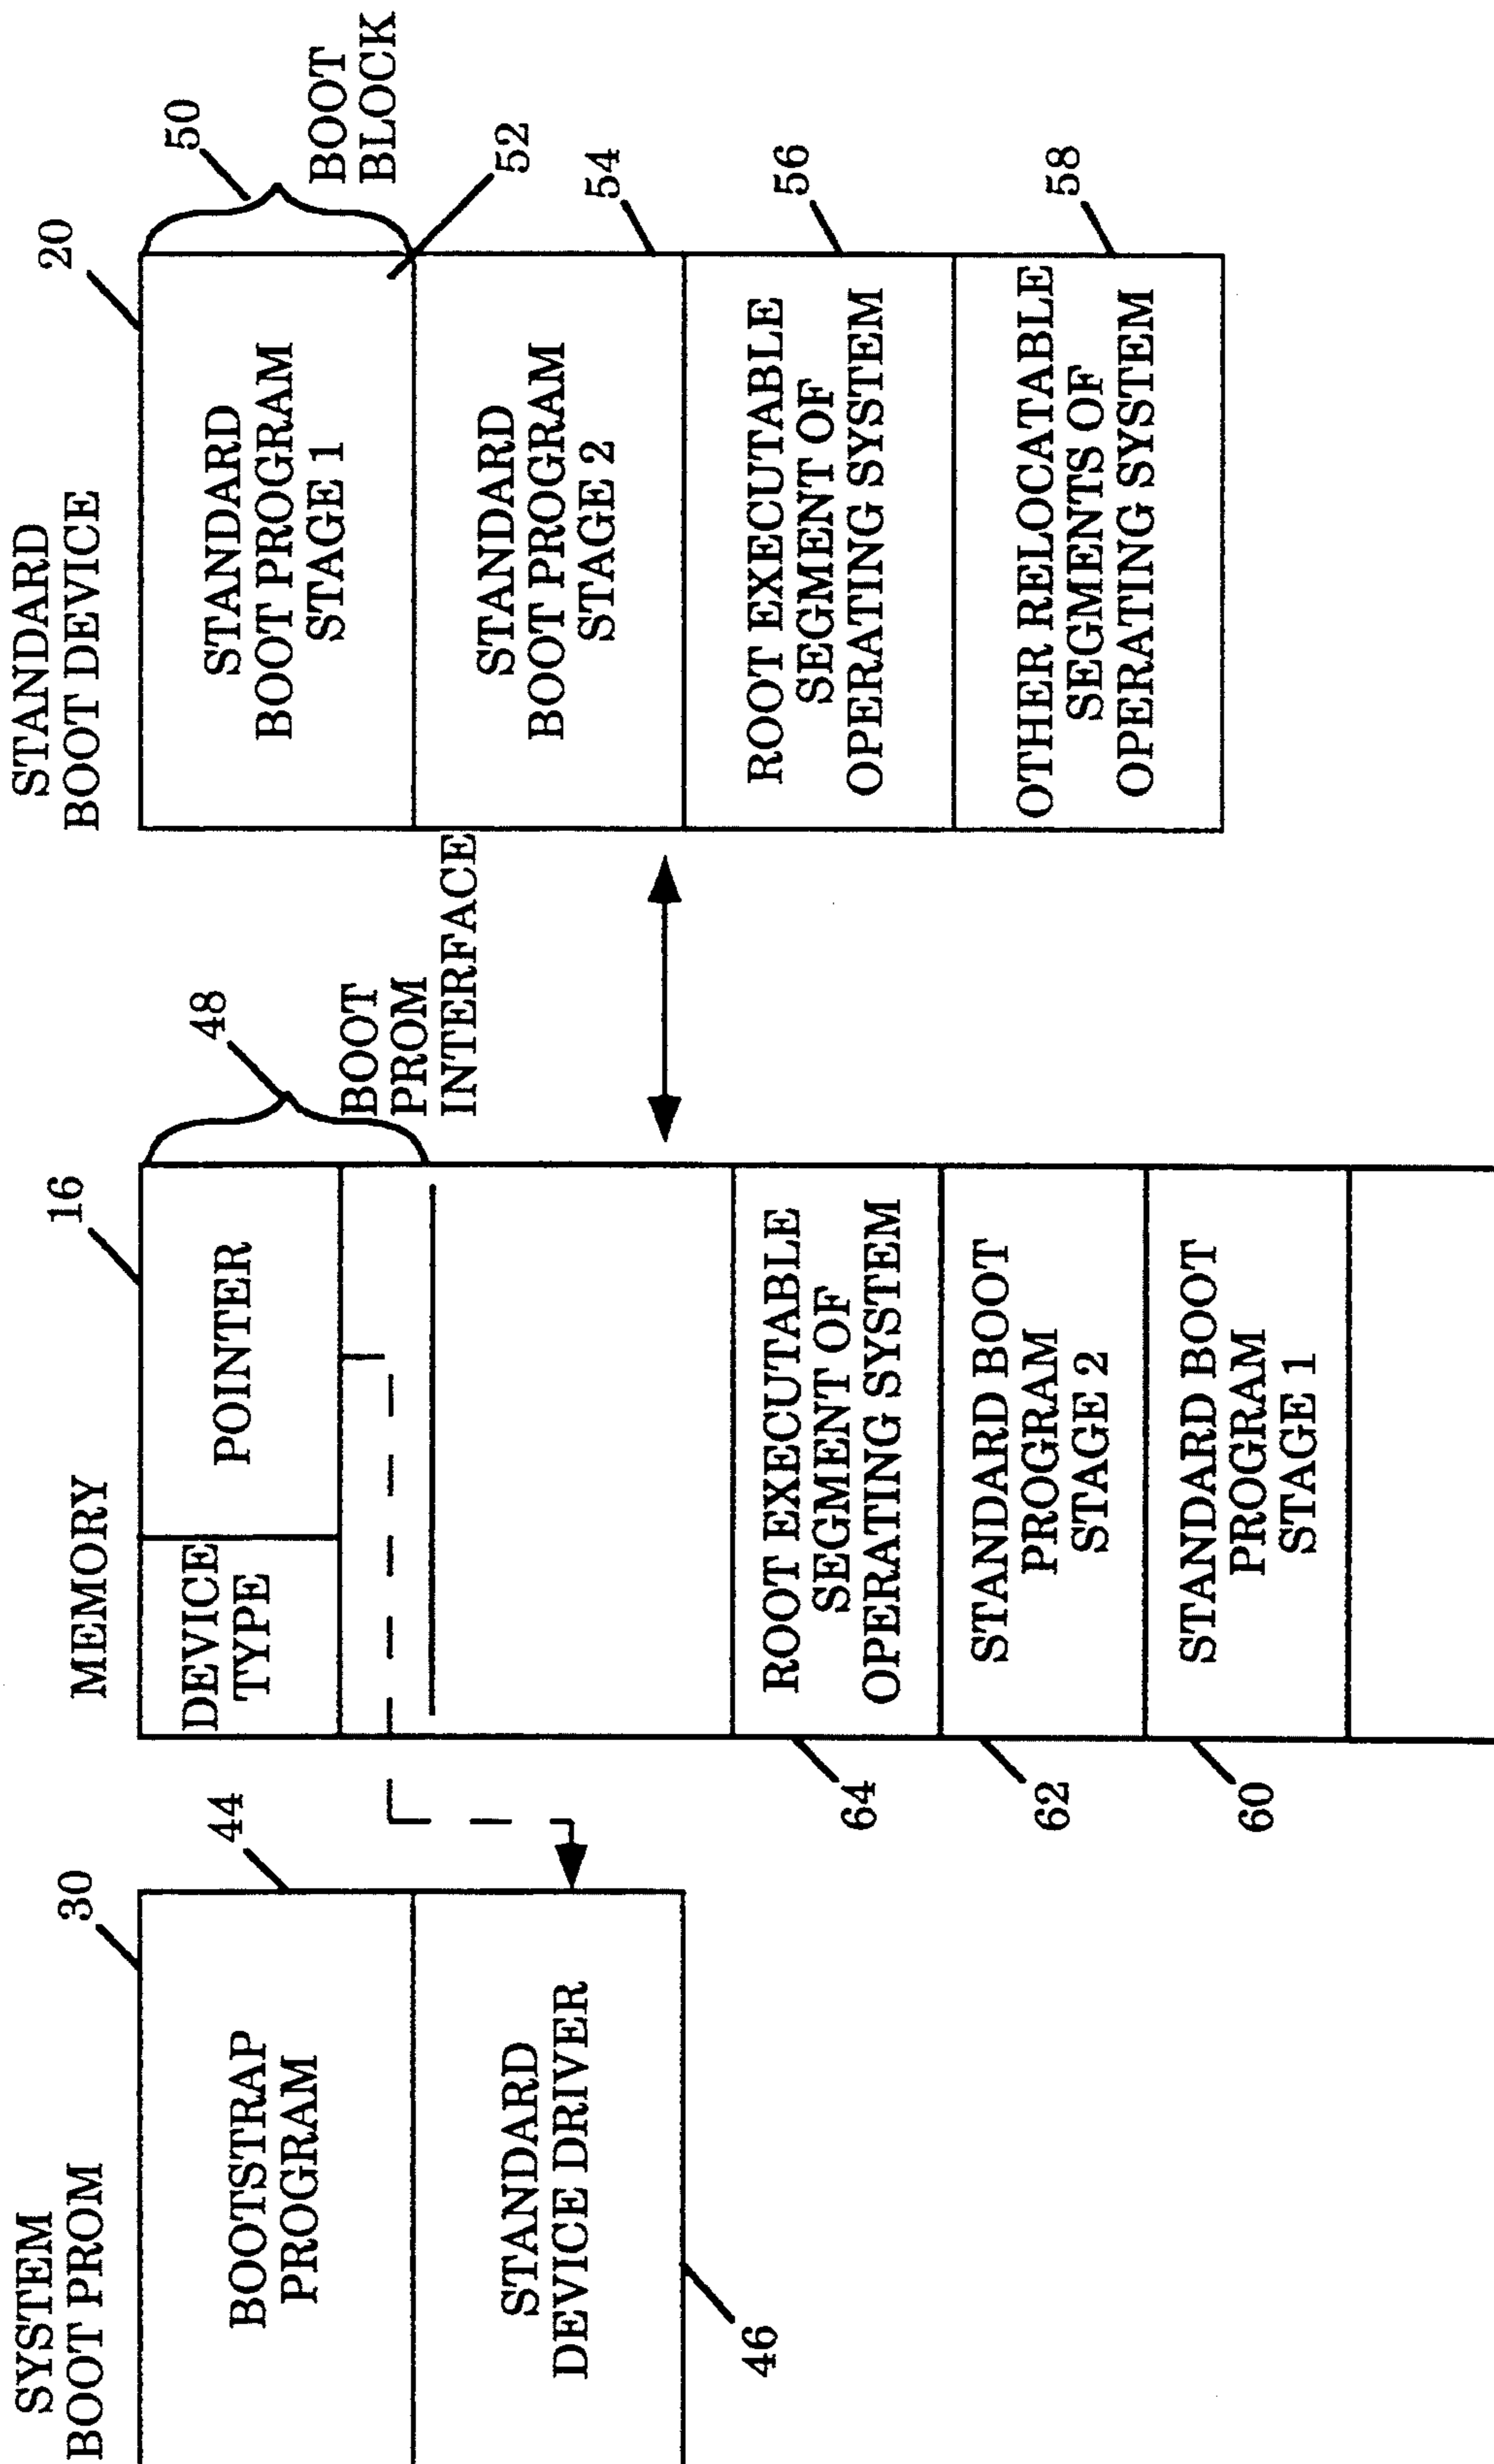 SYSTEM
BOOT PROM
30
BOOTSTRAP
PROGRAM
44
STANDARD
DEVICE DRIVER
46
MEMORY
16
DEVICE
TYPE
POINTER
48
BOOT
PROM
INTERFACE
ROOT EXECUTABLE
SEGMENT OF
OPERATING SYSTEM
64
STANDARD BOOT
PROGRAM
STAGE 2
62
STANDARD BOOT
PROGRAM
STAGE 1
60
STANDARD
BOOT DEVICE
20
STANDARD
BOOT PROGRAM
STAGE 1
50
BOOT
BLOCK
52
STANDARD
BOOT PROGRAM
STAGE 2
54
ROOT EXECUTABLE
SEGMENT OF
OPERATING SYSTEM
56
OTHER RELOCATABLE
SEGMENTS OF
OPERATING SYSTEM
58